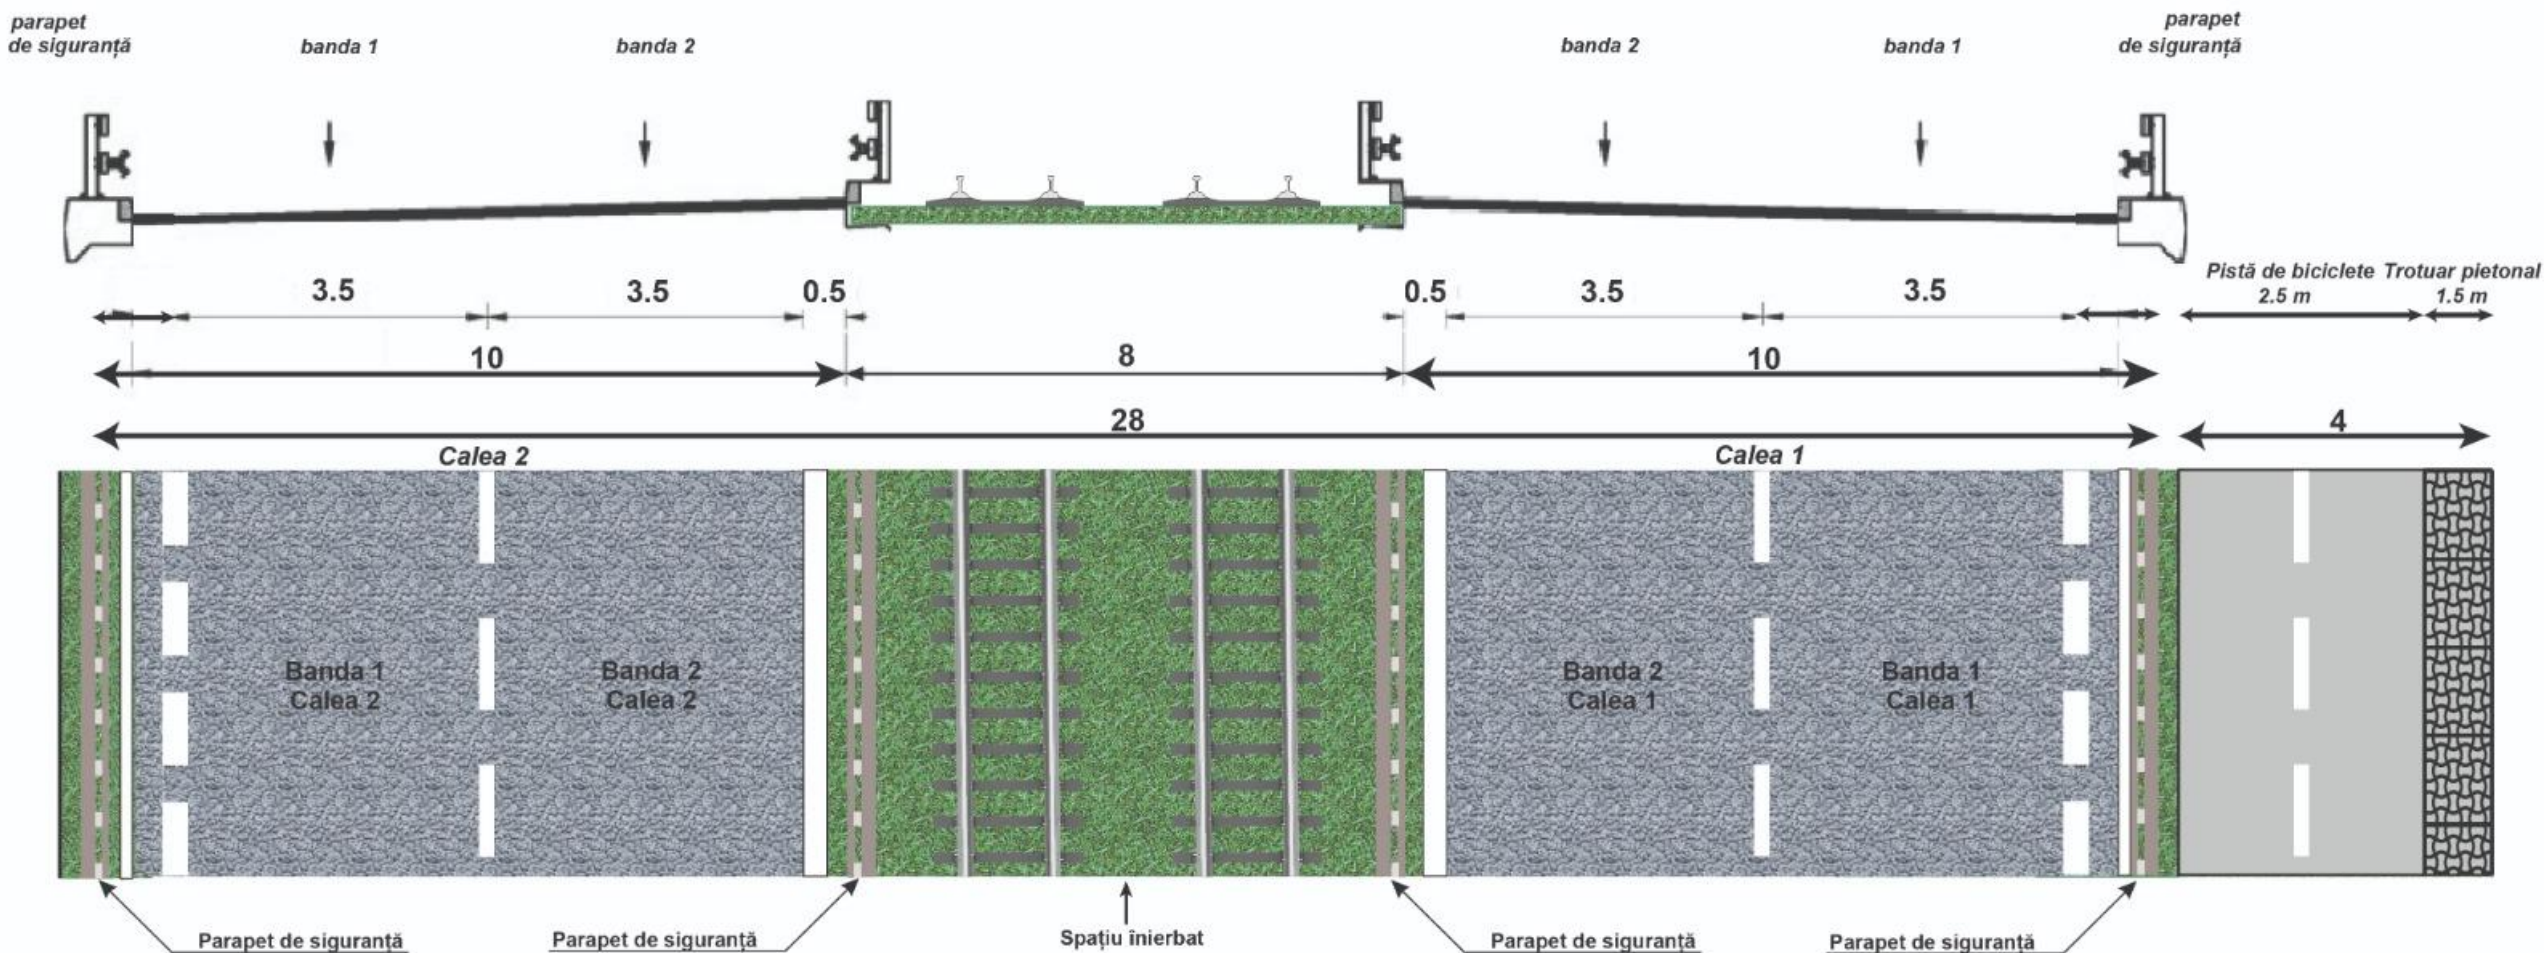 parapet
de siguranță
banda 1
banda 2
banda 2
banda 1
parapet
de siguranță
3.5
3.5
0.5
0.5
3.5
3.5
Pistă de biciclete
2.5 m
Trotuar pietonal
1.5 m
10
8
10
28
4
Calea 2
Calea 1
Banda 1
Calea 2
Banda 2
Calea 2
Banda 2
Calea 1
Banda 1
Calea 1
Parapet de siguranță
Parapet de siguranță
Spațiu înierbat
Parapet de siguranță
Parapet de siguranță